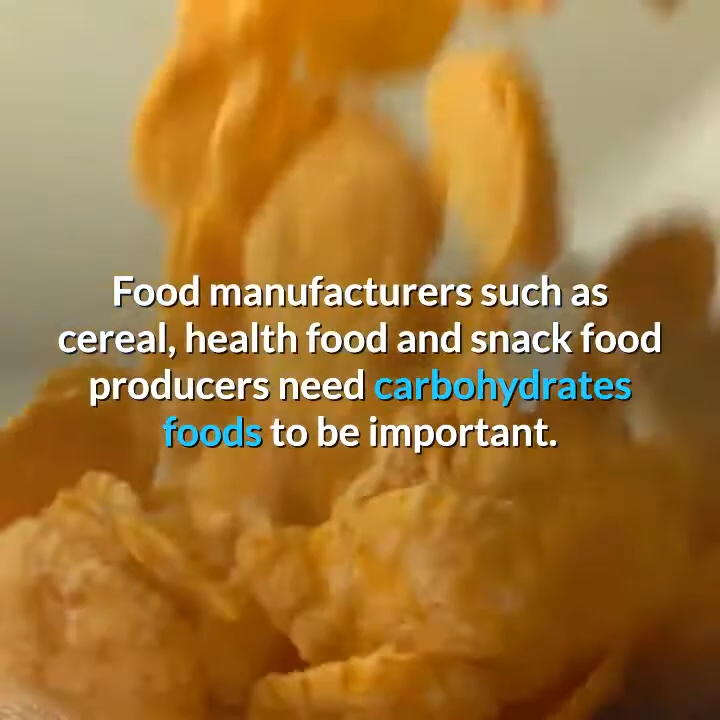 Food manufacturers such as
cereal, health food and snack food
producers need carbohydrates
foods to be important.